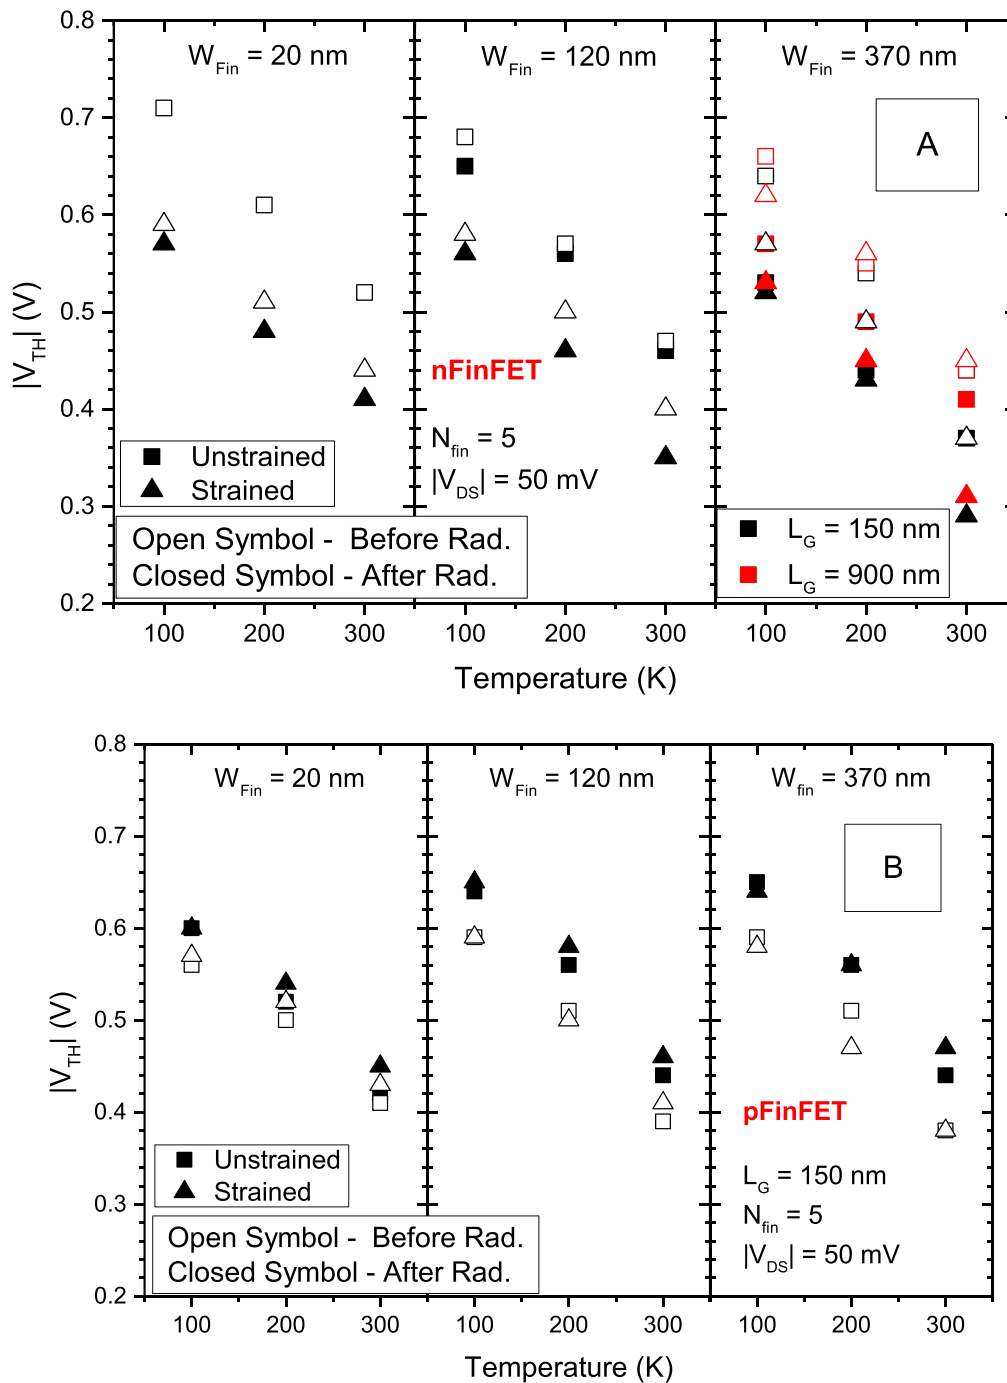 0.8
0.7
0.6
0.5
0.4
0.3
0.2
|V_TH| (V)
W_Fin = 20 nm
W_Fin = 120 nm
W_Fin = 370 nm
A
nFinFET
N_fin = 5
|V_DS| = 50 mV
Unstrained
Strained
Open Symbol - Before Rad.
Closed Symbol - After Rad.
L_G = 150 nm
L_G = 900 nm
100 200 300 100 200 300 100 200 300
Temperature (K)
0.8
0.7
0.6
0.5
0.4
0.3
0.2
|V_TH| (V)
W_Fin = 20 nm
W_Fin = 120 nm
W_fin = 370 nm
B
pFinFET
L_G = 150 nm
N_fin = 5
|V_DS| = 50 mV
Unstrained
Strained
Open Symbol - Before Rad.
Closed Symbol - After Rad.
100 200 300 100 200 300 100 200 300
Temperature (K)